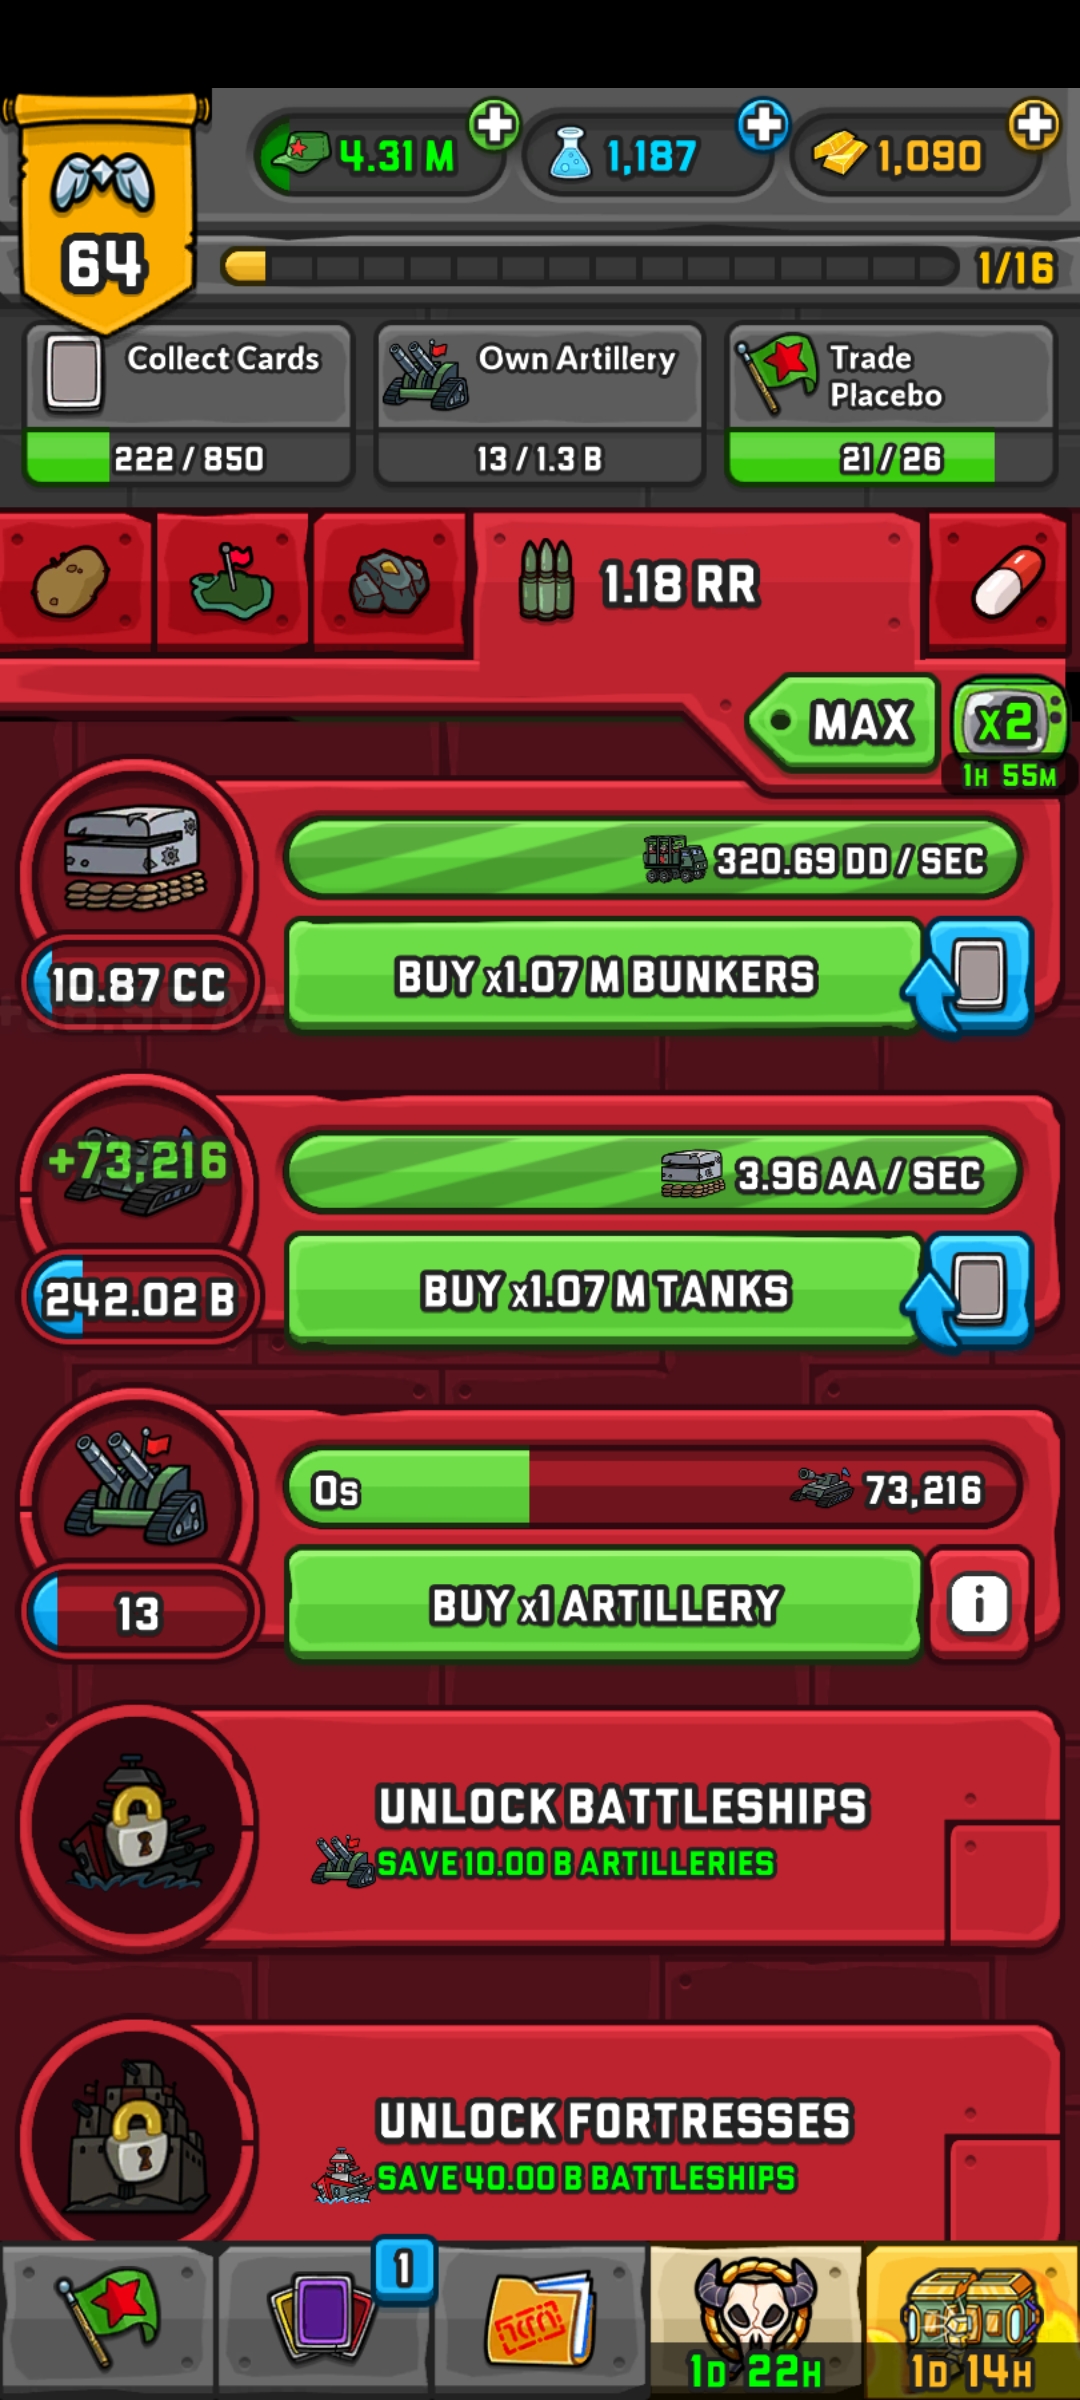 4.31 M
1,187
1,090
64
1/16
Collect Cards
222 / 850
Own Artillery
13 / 1.3 B
Trade
Placebo
21 / 26
1.18 RR
MAX
X2
1H 55M
320.69 DD / SEC
10.87 CC
BUY x1.07 M BUNKERS
+73,216
3.96 AA / SEC
242.02 B
BUY x1.07 M TANKS
0s
73,216
13
BUY x1 ARTILLERY
i
UNLOCK BATTLESHIPS
SAVE 10.00 B ARTILLERIES
UNLOCK FORTRESSES
SAVE 40.00 B BATTLESHIPS
1
1D 22H
1D 14H